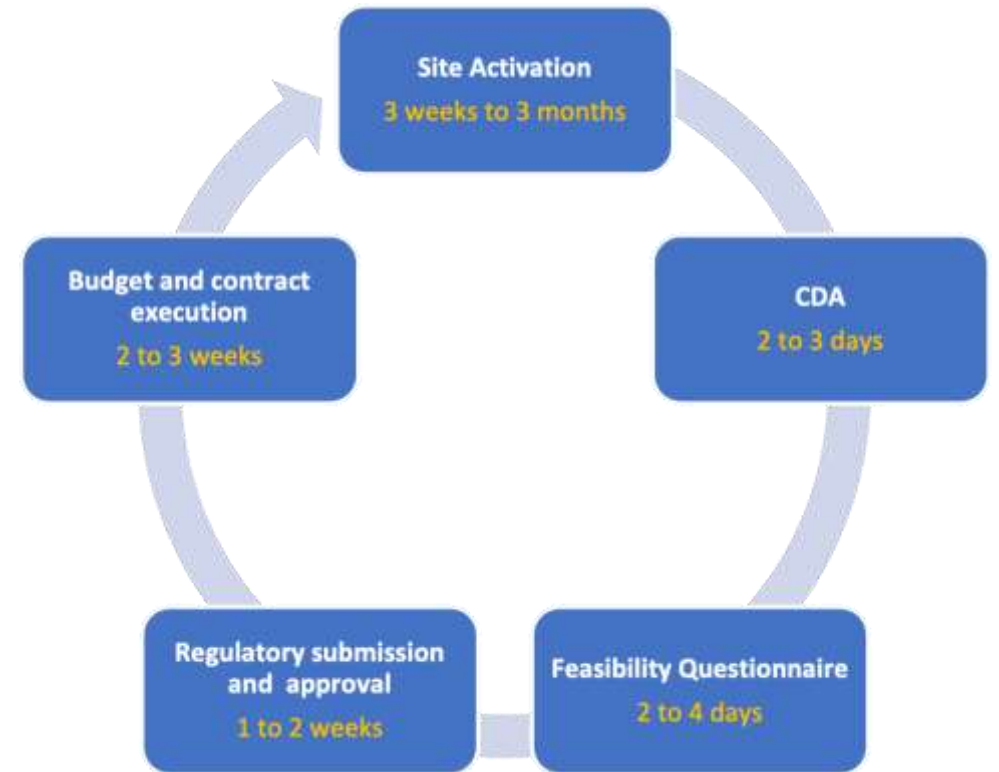 Site Activation
3 weeks to 3 months
CDA
2 to 3 days
Feasibility Questionnaire
2 to 4 days
Regulatory submission
and approval
1 to 2 weeks
Budget and contract
execution
2 to 3 weeks